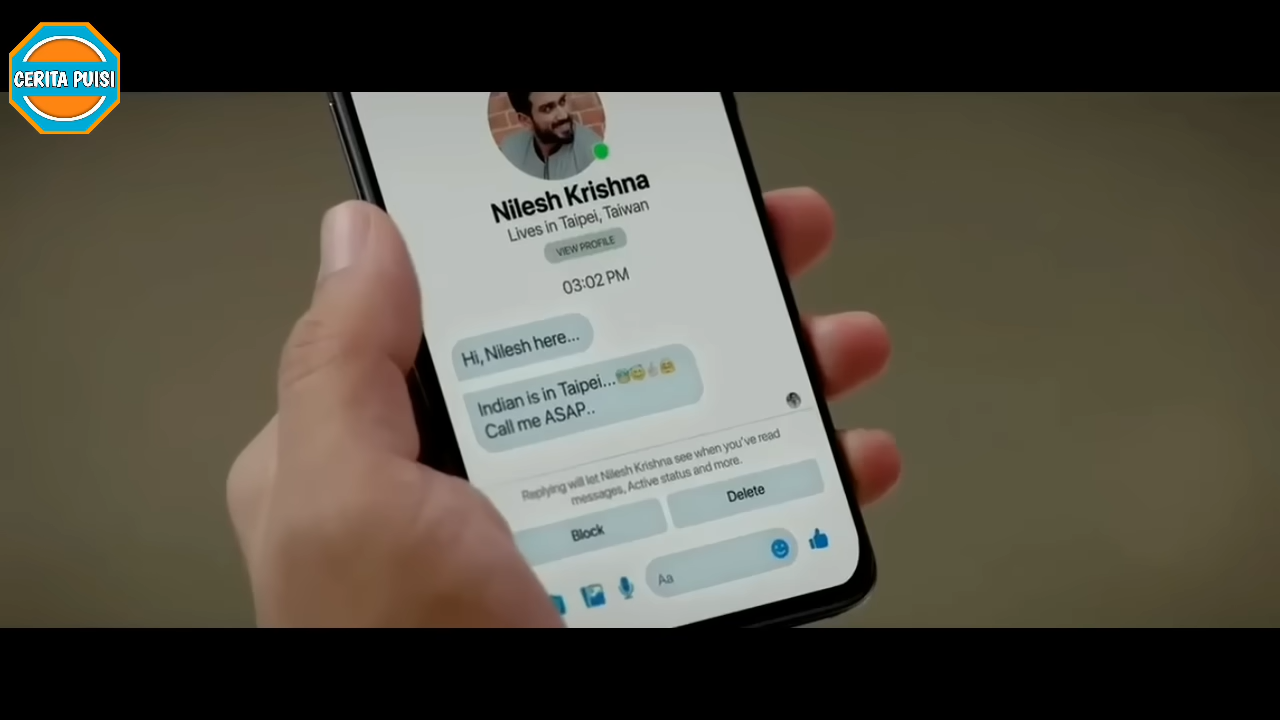 CERITA PUISI
Nilesh Krishna
Lives in Taipei, Taiwan
VIEW PROFILE
03:02 PM
Hi, Nilesh here...
Indian is in Taipei...
Call me ASAP..
Replying will let Nilesh Krishna see when you've read
messages, Active status and more.
Block
Delete
Aa